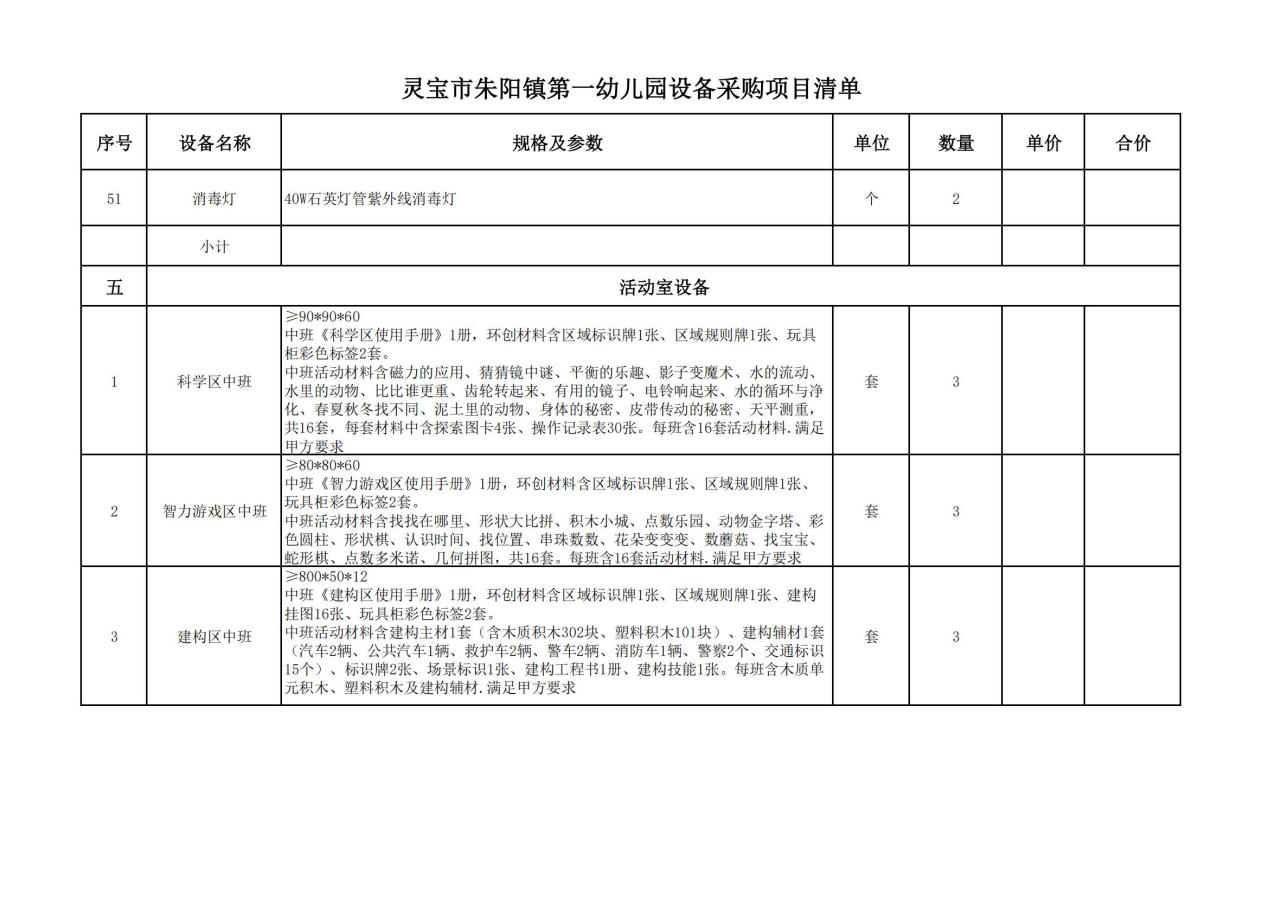 灵宝市朱阳镇第一幼儿园设备采购项目清单
序号 设备名称 规格及参数 单位 数量 单价 合价
51 消毒灯 40W石英灯管紫外线消毒灯 个 2
小计
五 活动室设备
≥90*90*60
中班《科学区使用手册》1册，环创材料含区域标识牌1张、区域规则牌1张、玩具
柜彩色标签2套。
中班活动材料含磁力的应用、猜猜镜中谜、平衡的乐趣、影子变魔术、水的流动、
1 科学区中班 套 3
水里的动物、比比谁更重、齿轮转起来、有用的镜子、电铃响起来、水的循环与净
化、春夏秋冬找不同、泥土里的动物、身体的秘密、皮带传动的秘密、天平测重，
共16套，每套材料中含探索图卡4张、操作记录表30张。每班含16套活动材料.满足
甲方要求
≥80*80*60
中班《智力游戏区使用手册》1册，环创材料含区域标识牌1张、区域规则牌1张、
玩具柜彩色标签2套。
2 智力游戏区中班 套 3
中班活动材料含找找在哪里、形状大比拼、积木小城、点数乐园、动物金字塔、彩
色圆柱、形状棋、认识时间、找位置、串珠数数、花朵变变变、数蘑菇、找宝宝、
蛇形棋、点数多米诺、几何拼图，共16套。每班含16套活动材料.满足甲方要求
≥800*50*12
中班《建构区使用手册》1册，环创材料含区域标识牌1张、区域规则牌1张、建构
挂图16张、玩具柜彩色标签2套。
3 建构区中班 套 3
中班活动材料含建构主材1套（含木质积木302块、塑料积木101块）、建构辅材1套
（汽车2辆、公共汽车1辆、救护车2辆、警车2辆、消防车1辆、警察2个、交通标识
15个）、标识牌2张、场景标识1张、建构工程书1册、建构技能1张。每班含木质单
元积木、塑料积木及建构辅材.满足甲方要求